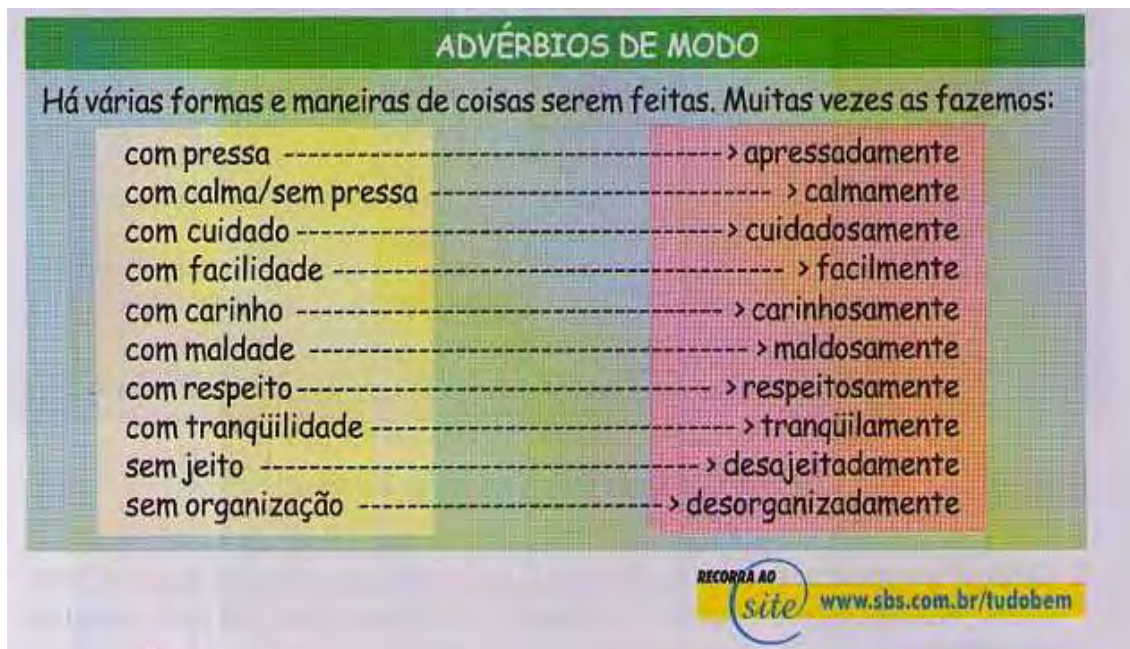 ADVÉRBIOS DE MODO
Há várias formas e maneiras de coisas serem feitas. Muitas vezes as fazemos:
com pressa ----------------------------------------> apressadamente
com calma/sem pressa -------------------------------> calmamente
com cuidado ---------------------------------------> cuidadosamente
com facilidade ----------------------------------------> facilmente
com carinho ---------------------------------------> carinhosamente
com maldade ---------------------------------------> maldosamente
com respeito --------------------------------------> respeitosamente
com tranqüilidade ---------------------------------> tranqüilamente
sem jeito ---------------------------------------> desajeitadamente
sem organização ---------------------------> desorganizadamente
RECORRA AO
site www.sbs.com.br/tudobem